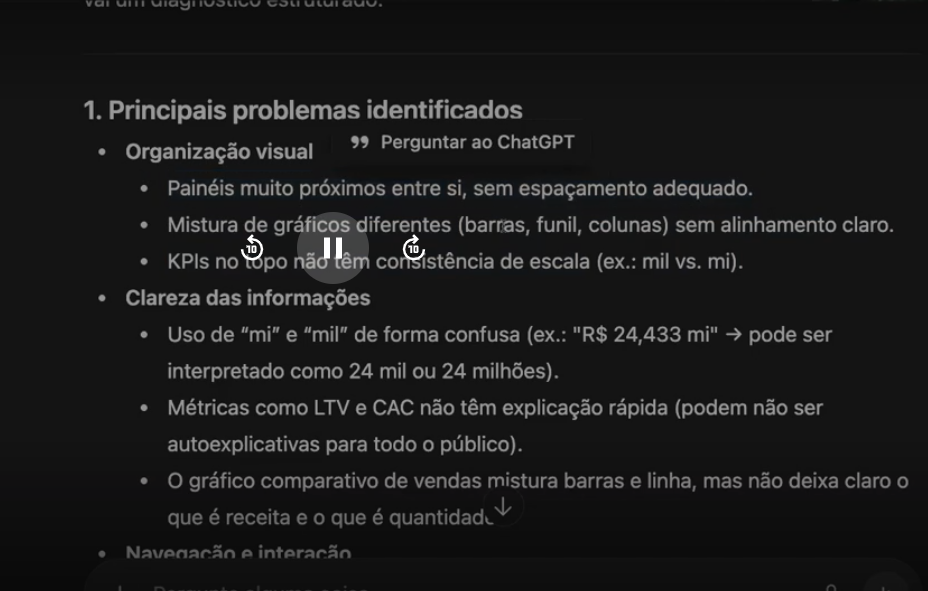 vai um diagnóstico estruturado.
1. Principais problemas identificados
Perguntar ao ChatGPT
• Organização visual
• Painéis muito próximos entre si, sem espaçamento adequado.
• Mistura de gráficos diferentes (barras, funil, colunas) sem alinhamento claro.
10 10
• KPIs no topo não têm consistência de escala (ex.: mil vs. mi).
• Clareza das informações
• Uso de “mi” e “mil” de forma confusa (ex.: "R$ 24,433 mi" → pode ser
interpretado como 24 mil ou 24 milhões).
• Métricas como LTV e CAC não têm explicação rápida (podem não ser
autoexplicativas para todo o público).
• O gráfico comparativo de vendas mistura barras e linha, mas não deixa claro o
que é receita e o que é quantidade
• Navegação e interação